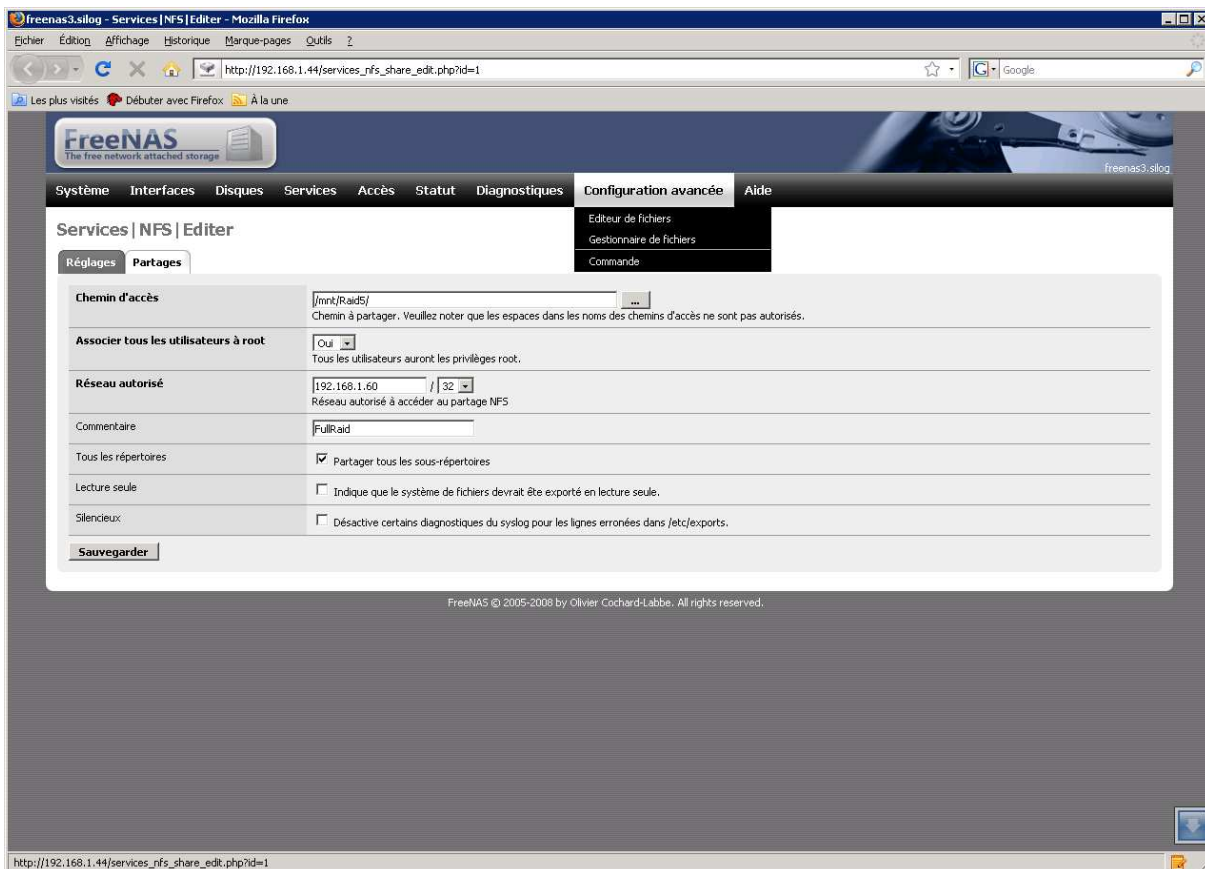 freenas3.silog - Services|NFS|Editer - Mozilla Firefox
Fichier Édition Affichage Historique Marque-pages Outils ?
http://192.168.1.44/services_nfs_share_edit.php?id=1
G Google
Les plus visités Débuter avec Firefox À la une
FreeNAS
The free network attached storage
freenas3.silog
Système Interfaces Disques Services Accès Statut Diagnostiques Configuration avancée Aide
Editeur de fichiers
Gestionnaire de fichiers
Commande
Services|NFS|Editer
Réglages Partages
Chemin d'accès /mnt/Raid5/ ...
Chemin à partager. Veuillez noter que les espaces dans les noms des chemins d'accès ne sont pas autorisés.
Associer tous les utilisateurs à root Oui
Tous les utilisateurs auront les privilèges root.
Réseau autorisé 192.168.1.60 / 32
Réseau autorisé à accéder au partage NFS
Commentaire FullRaid
Tous les répertoires Partager tous les sous-répertoires
Lecture seule Indique que le système de fichiers devrait ête exporté en lecture seule.
Silencieux Désactive certains diagnostiques du syslog pour les lignes erronées dans /etc/exports.
Sauvegarder
FreeNAS © 2005-2008 by Olivier Cochard-Labbe. All rights reserved.
http://192.168.1.44/services_nfs_share_edit.php?id=1